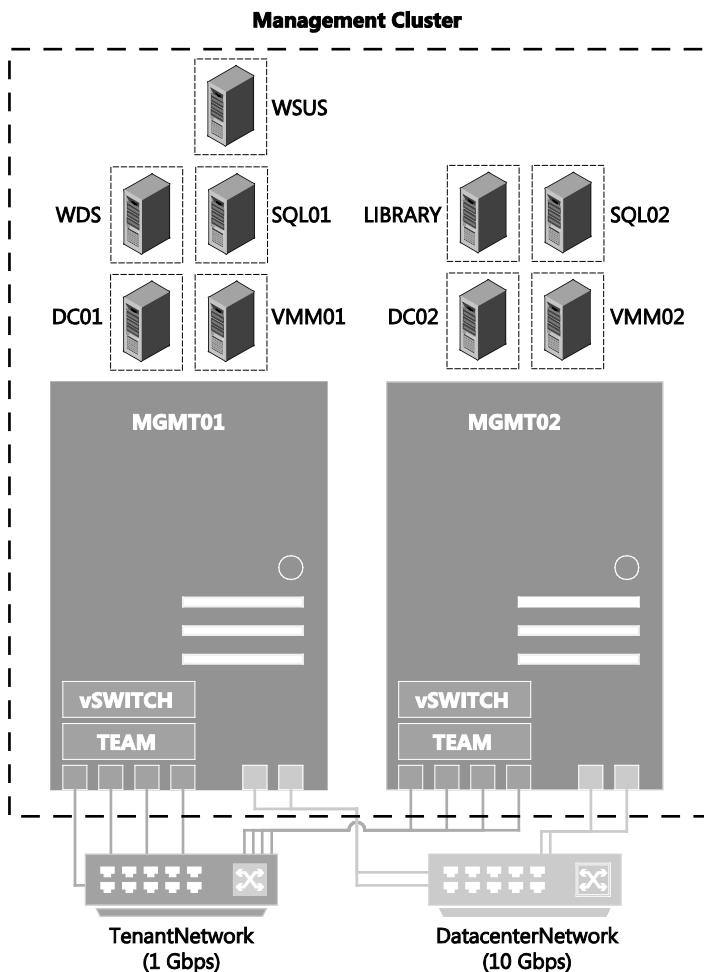 Management Cluster
WSUS
WDS
SQL01
LIBRARY
SQL02
DC01
VMM01
DC02
VMM02
MGMT01
MGMT02
vSWITCH
vSWITCH
TEAM
TEAM
TenantNetwork
(1 Gbps)
DatacenterNetwork
(10 Gbps)